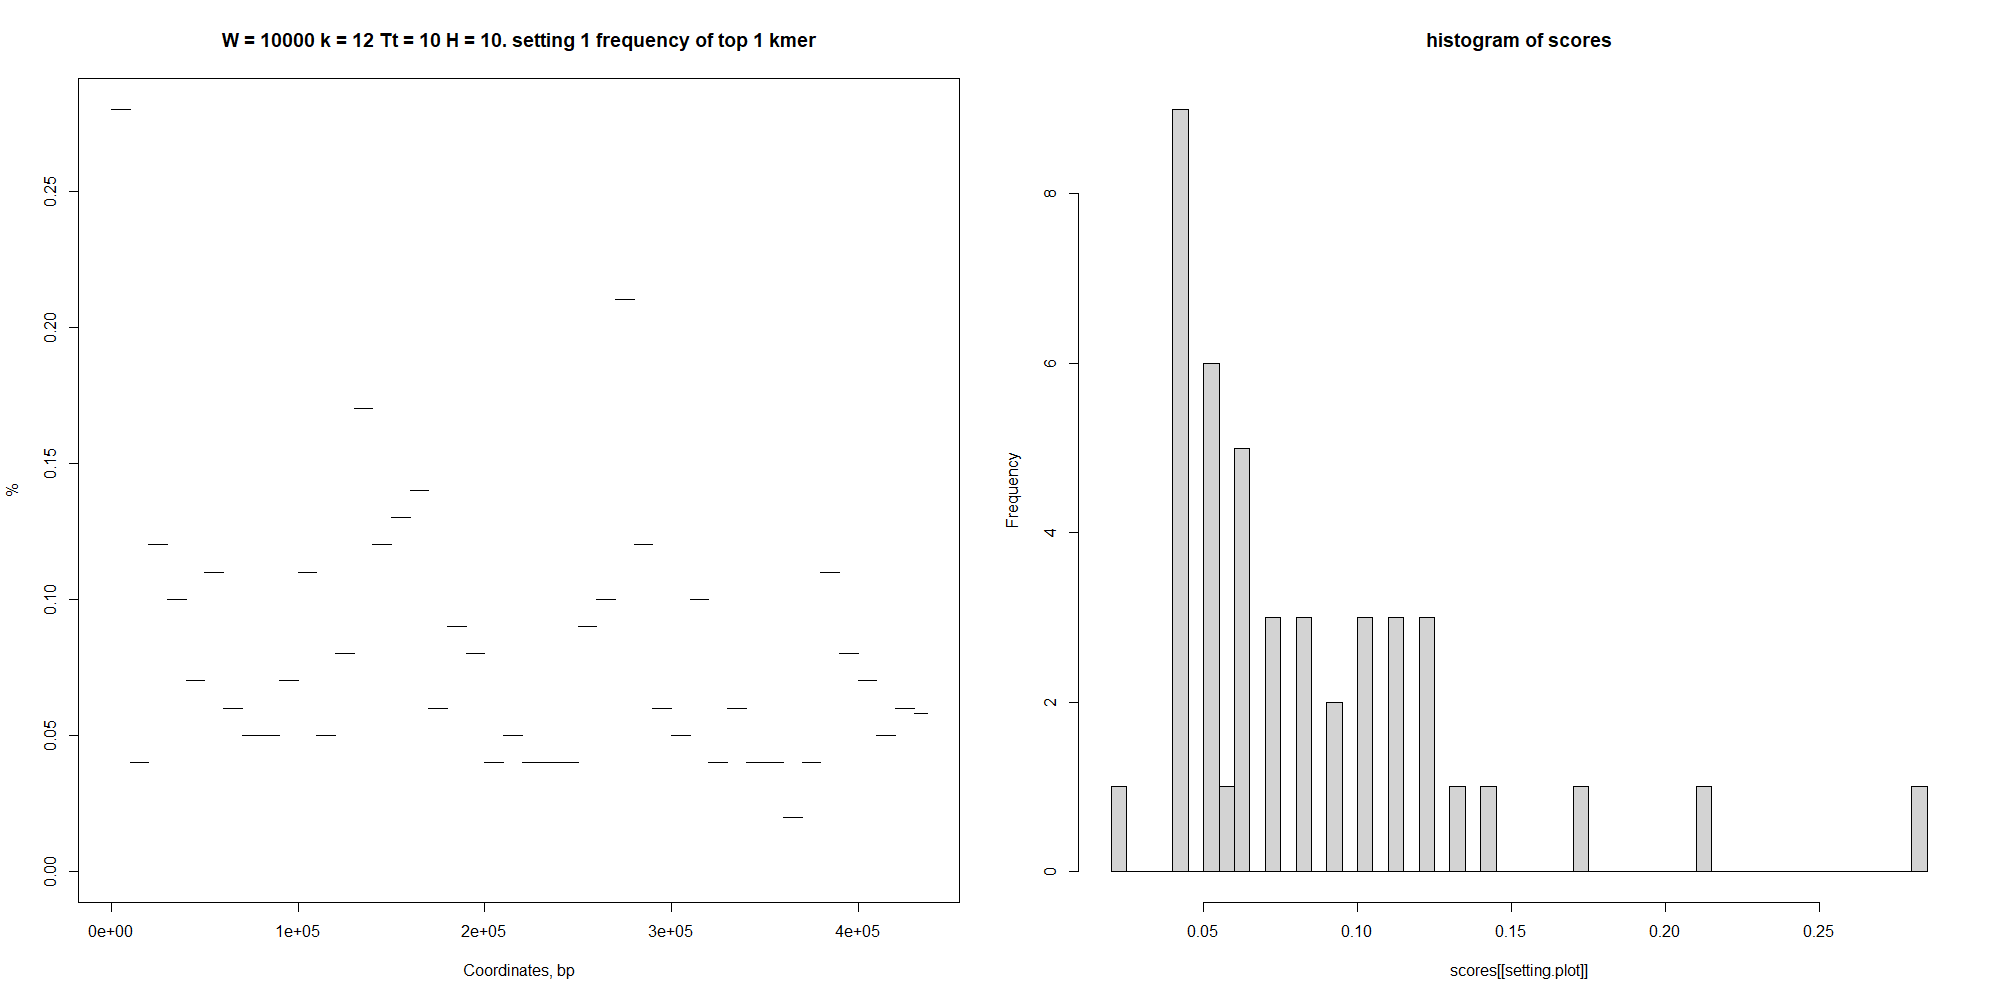 W = 10000 k = 12 Tt = 10 H = 10. setting 1 frequency of top 1 kmer
%
0.25
0.20
0.15
0.10
0.05
0.00
0e+00 1e+05 2e+05 3e+05 4e+05
Coordinates, bp
histogram of scores
Frequency
8
6
4
2
0
0.05 0.10 0.15 0.20 0.25
scores[[setting.plot]]